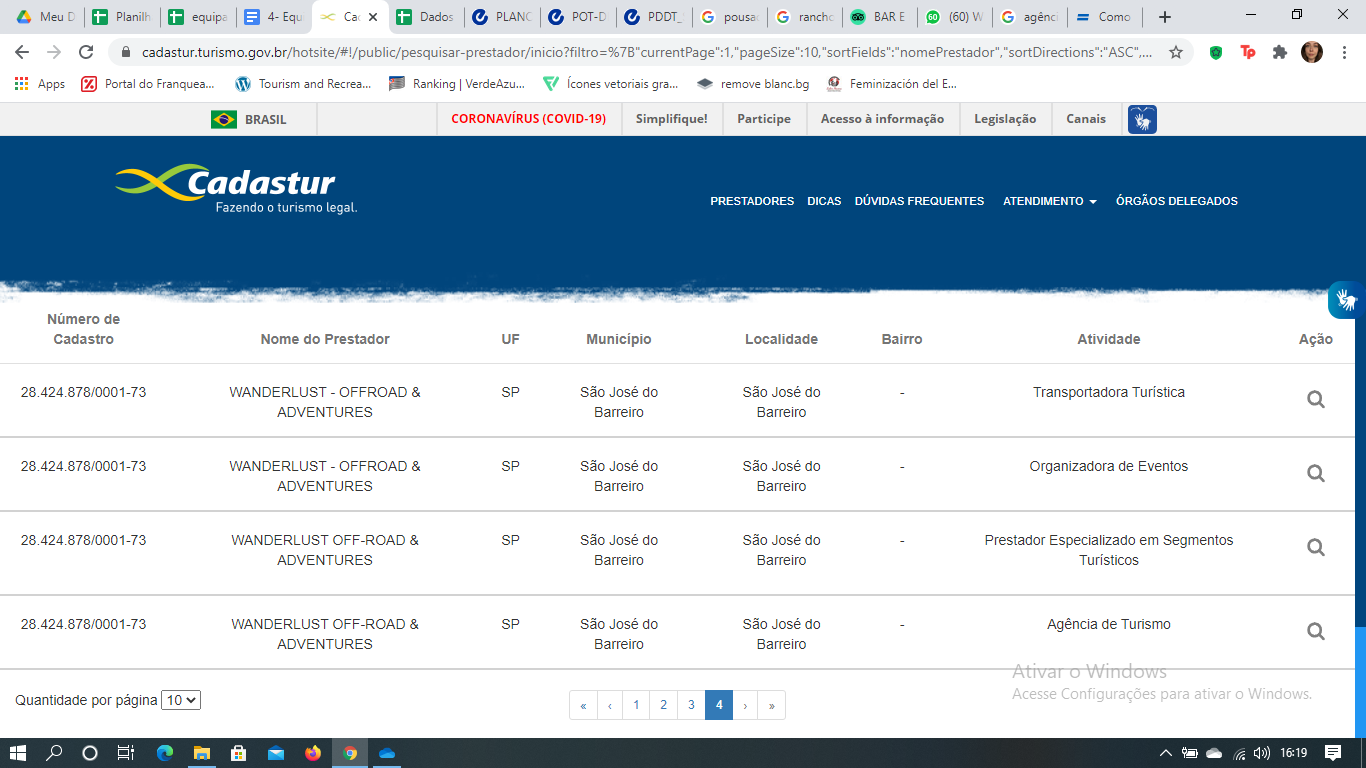 Meu D
Planilh
equipa
4- Equ
Cad
Dados
PLANC
POT-D
PDDT_
pousa
rancho
BAR E
(60) W
agênci
Como
cadastur.turismo.gov.br/hotsite/#!/public/pesquisar-prestador/inicio?filtro=%7B"currentPage":1,"pageSize":10,"sortFields":"nomePrestador","sortDirections":"ASC",...
Apps
Portal do Franquea...
Tourism and Recrea...
Ranking | VerdeAzu...
Ícones vetoriais gra...
remove blanc.bg
Feminización del E...
BRASIL
CORONAVÍRUS (COVID-19)
Simplifique!
Participe
Acesso à informação
Legislação
Canais
Cadastur
Fazendo o turismo legal.
PRESTADORES
DICAS
DÚVIDAS FREQUENTES
ATENDIMENTO
ÓRGÃOS DELEGADOS
Número de
Cadastro
Nome do Prestador
UF
Município
Localidade
Bairro
Atividade
Ação
28.424.878/0001-73
WANDERLUST - OFFROAD &
ADVENTURES
SP
São José do
Barreiro
São José do
Barreiro
-
Transportadora Turística
28.424.878/0001-73
WANDERLUST - OFFROAD &
ADVENTURES
SP
São José do
Barreiro
São José do
Barreiro
-
Organizadora de Eventos
28.424.878/0001-73
WANDERLUST OFF-ROAD &
ADVENTURES
SP
São José do
Barreiro
São José do
Barreiro
-
Prestador Especializado em Segmentos
Turísticos
28.424.878/0001-73
WANDERLUST OFF-ROAD &
ADVENTURES
SP
São José do
Barreiro
São José do
Barreiro
-
Agência de Turismo
Ativar o Windows
Acesse Configurações para ativar o Windows.
Quantidade por página 10
« ‹ 1 2 3 4 › »
16:19